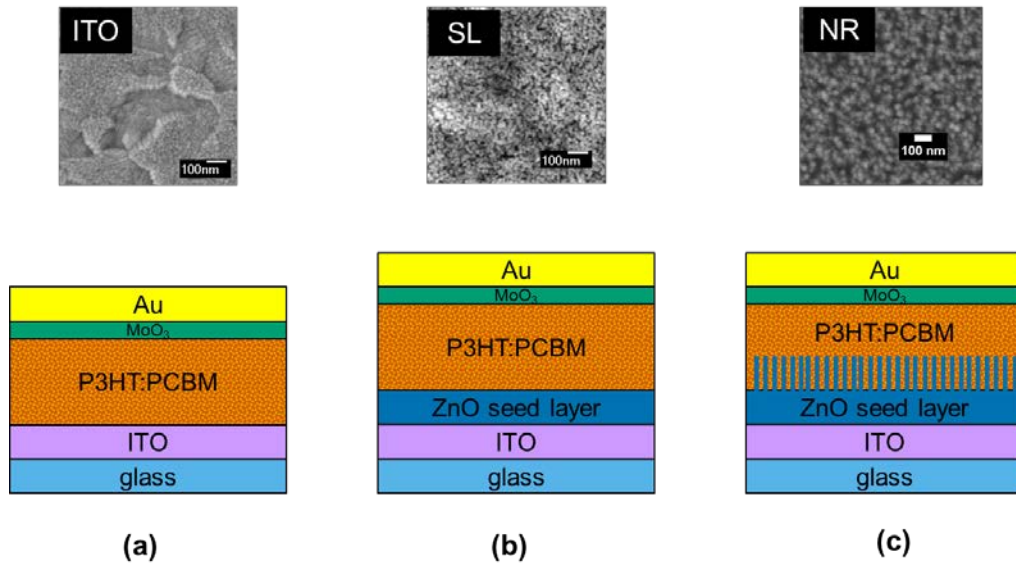 ITO
100nm
SL
100nm
NR
100 nm
Au
MoO₃
P3HT:PCBM
ITO
glass
(a)
Au
MoO₃
P3HT:PCBM
ZnO seed layer
ITO
glass
(b)
Au
MoO₃
P3HT:PCBM
ZnO seed layer
ITO
glass
(c)